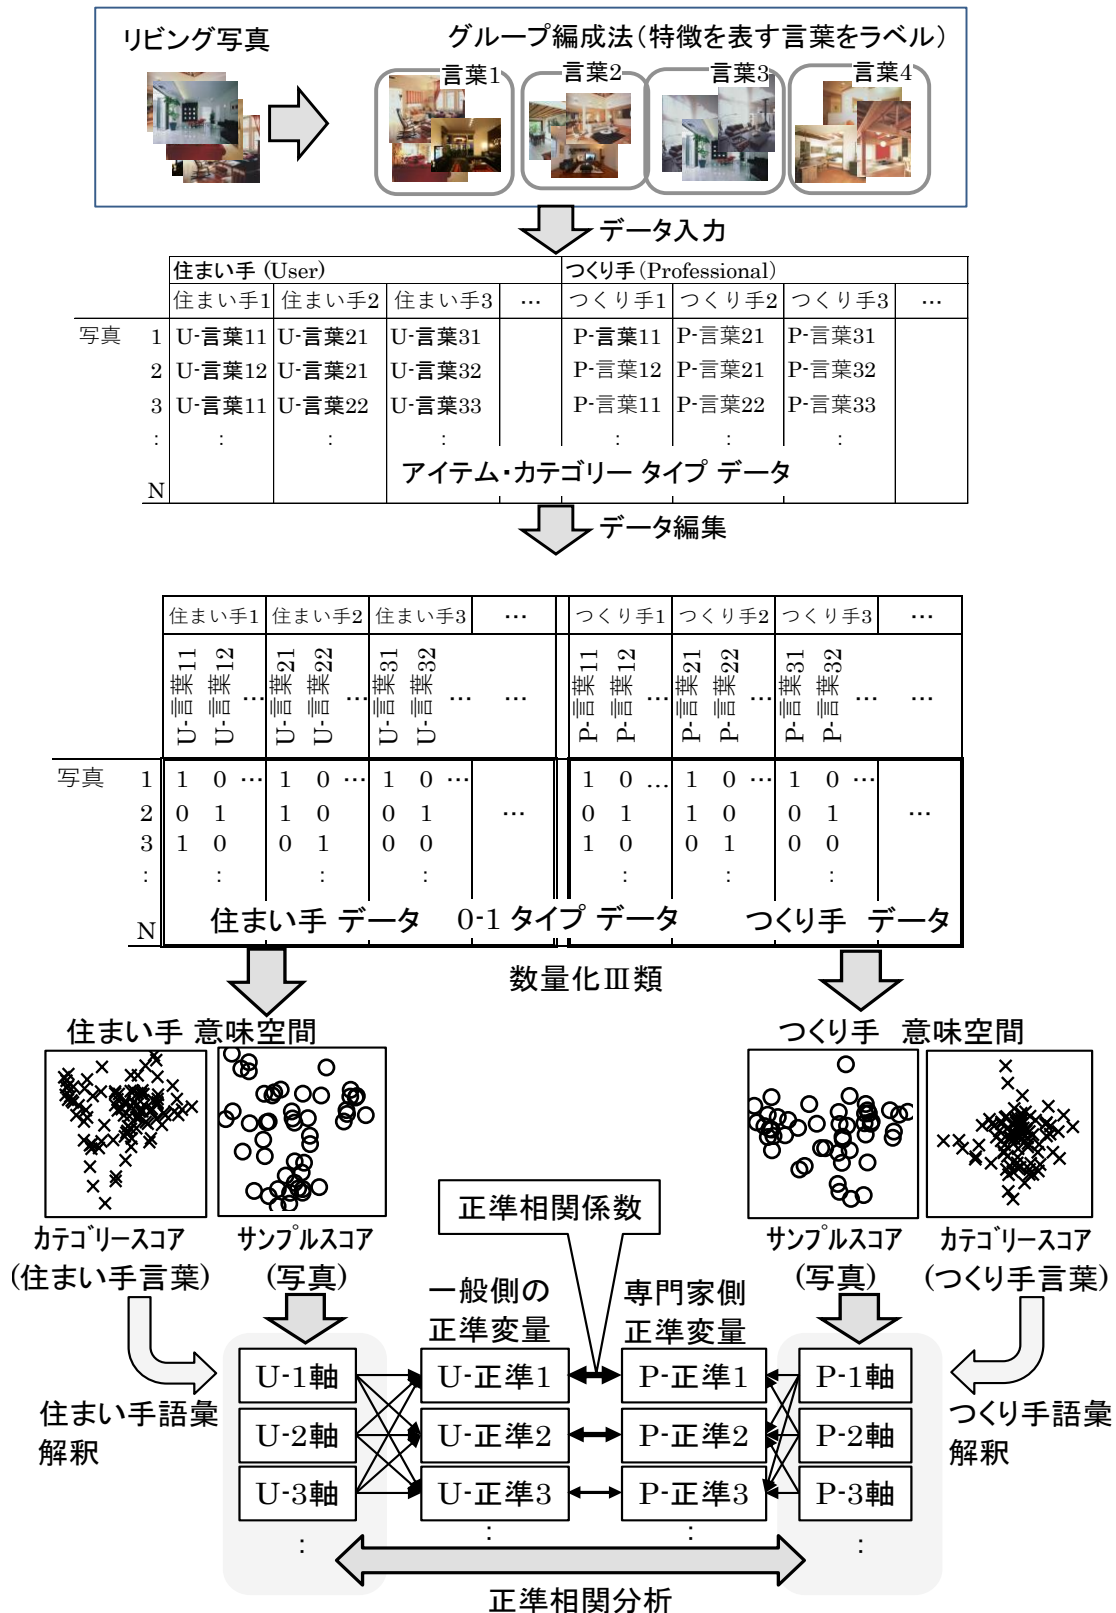 リビング写真
グループ編成法（特徴を表す言葉をラベル）
言葉1 言葉2 言葉3 言葉4
データ入力
住まい手 (User) つくり手 (Professional)
住まい手1 住まい手2 住まい手3 … つくり手1 つくり手2 つくり手3 …
写真 1 U-言葉11 U-言葉21 U-言葉31 P-言葉11 P-言葉21 P-言葉31
2 U-言葉12 U-言葉21 U-言葉32 P-言葉12 P-言葉21 P-言葉32
3 U-言葉11 U-言葉22 U-言葉33 P-言葉11 P-言葉22 P-言葉33
: : : : : : :
アイテム・カテゴリー タイプ データ
N
データ編集
住まい手1 住まい手2 住まい手3 … つくり手1 つくり手2 つくり手3 …
U-言葉11 U-言葉12 … U-言葉21 U-言葉22 … U-言葉31 U-言葉32 … … P-言葉11 P-言葉12 … P-言葉21 P-言葉22 … P-言葉31 P-言葉32 … …
写真 1 1 0 … 1 0 … 1 0 … 1 0 … 1 0 … 1 0 …
2 0 1 1 0 0 1 … 0 1 1 0 0 1 …
3 1 0 0 1 0 0 1 0 0 1 0 0
: : : : : : :
N 住まい手 データ 0-1 タイプ データ つくり手 データ
数量化Ⅲ類
住まい手 意味空間 つくり手 意味空間
正準相関係数
カテゴリースコア サンプルスコア サンプルスコア カテゴリースコア
(住まい手言葉) (写真) (写真) (つくり手言葉)
一般側の 専門家側
正準変量 正準変量
U-1軸 U-正準1 P-正準1 P-1軸
住まい手語彙 つくり手語彙
U-2軸 U-正準2 P-正準2 P-2軸
解釈 解釈
U-3軸 U-正準3 P-正準3 P-3軸
: : : :
正準相関分析